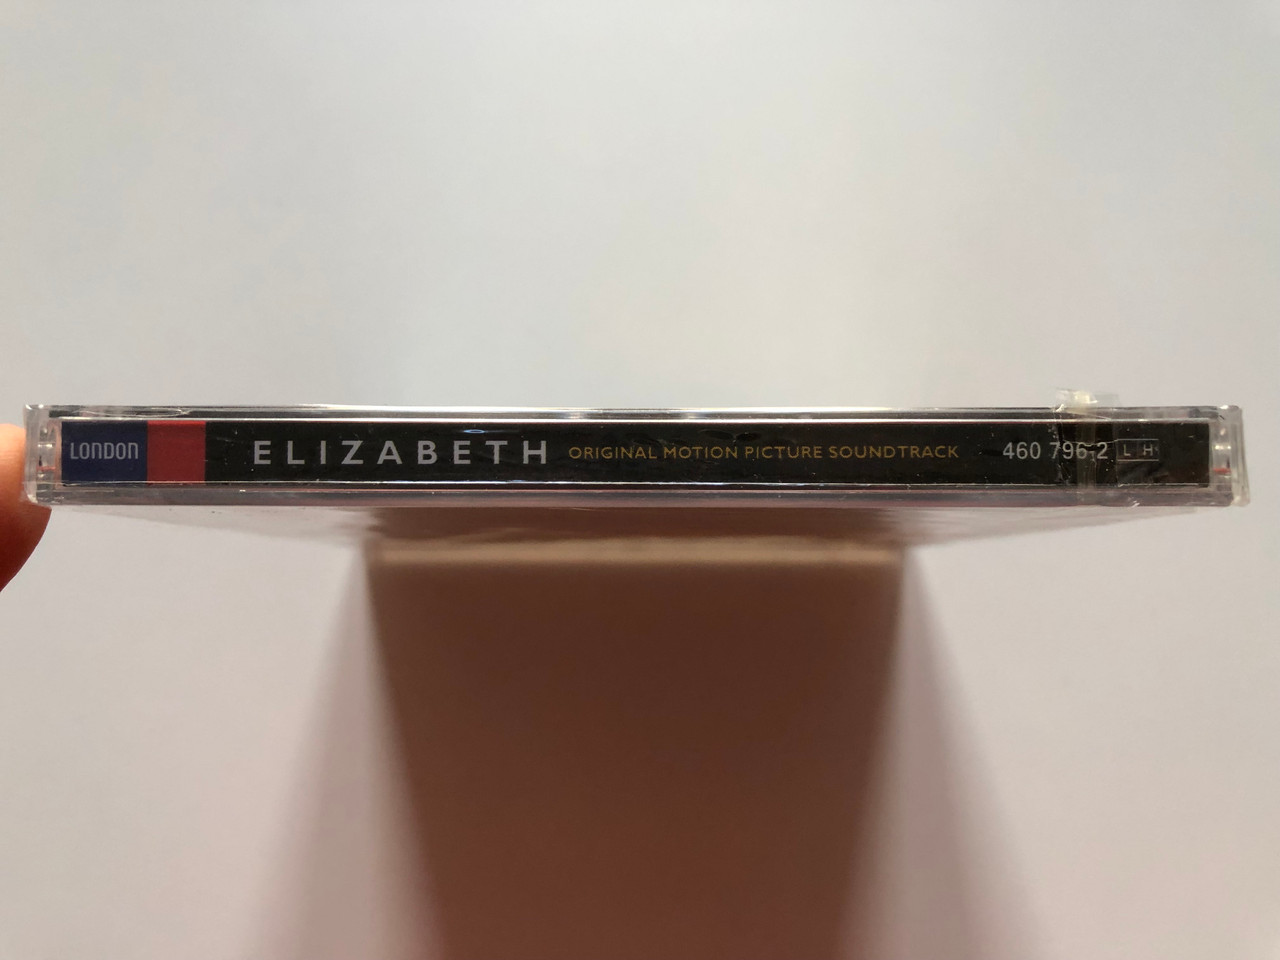 LONDON ELIZABETH ORIGINAL MOTION PICTURE SOUNDTRACK 460 796-2 L H